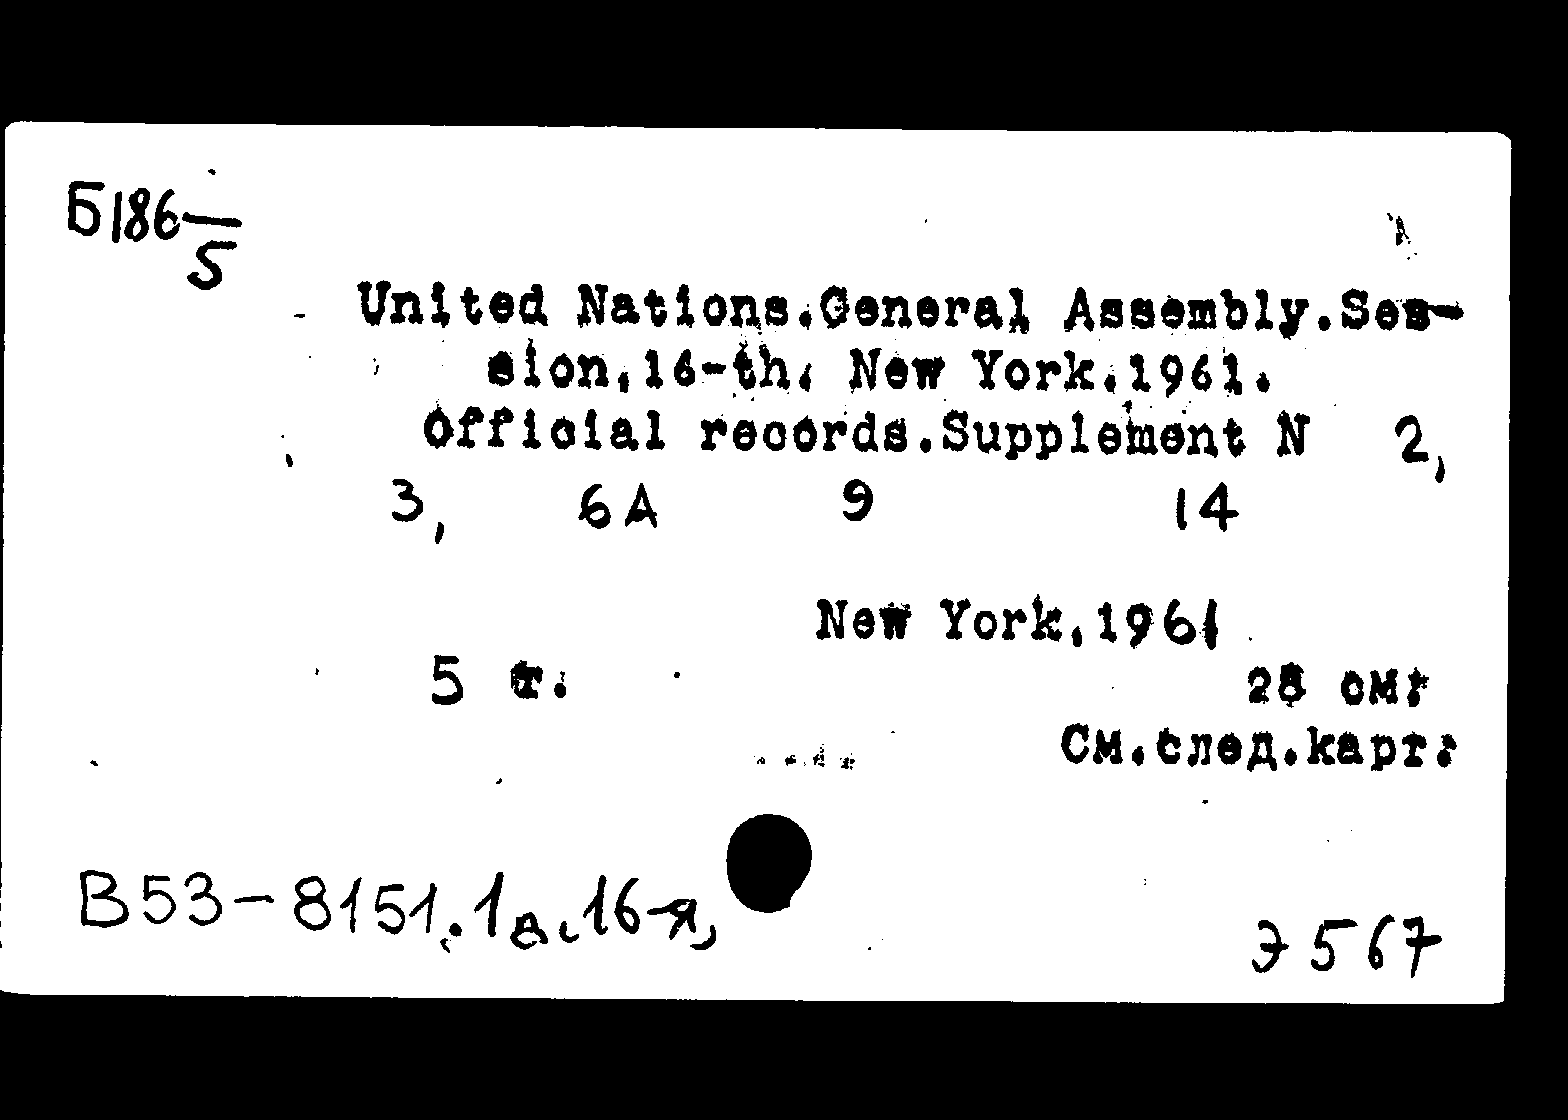 Б186—
5
United Nations.General Assembly.Ses-
sion,16-th. New York,1961.
Official records.Supplement N 2,
3, 6A 9 14
New York,1961
5 т. 28 см.
См.след.карт.
В53-8151.1д.16-я,
Э567